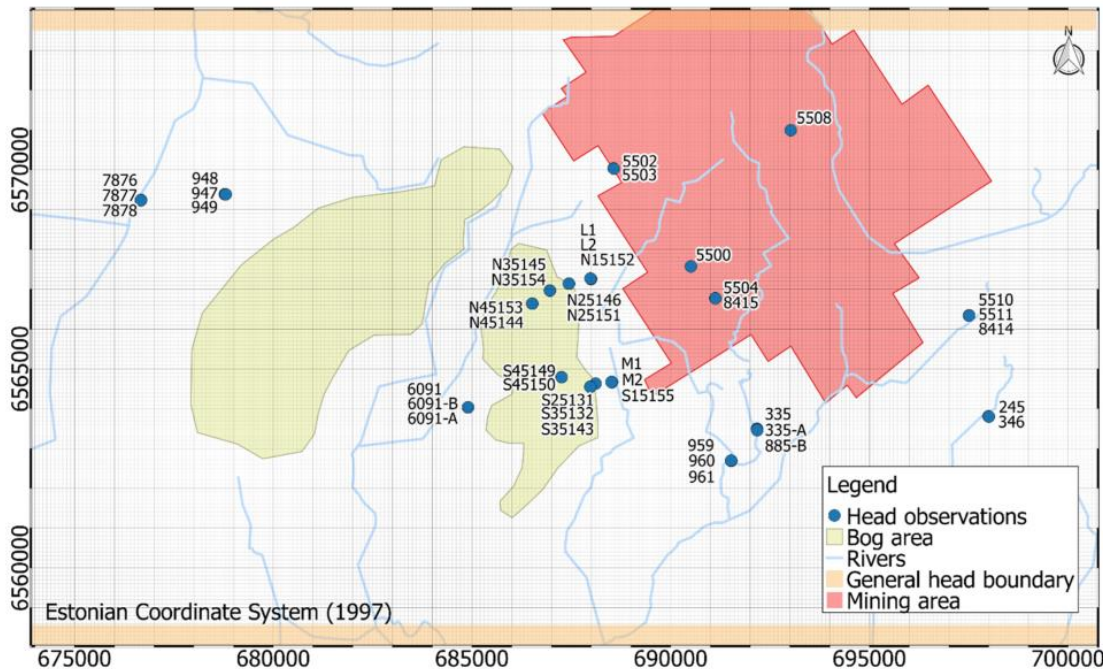 N
5508
5502
5503
7876
7877
7878
948
947
949
L1
L2
N15152
N35145
N35154
5500
N45153
N45144
N25146
N25151
5504
8415
5510
5511
8414
M1
M2
S15155
S45149
S45150
S25131
S35132
S35143
6091
6091-B
6091-A
245
346
335
335-A
885-B
959
960
961
Legend
Head observations
Bog area
Rivers
General head boundary
Mining area
Estonian Coordinate System (1997)
6570000
6565000
6560000
675000
680000
685000
690000
695000
700000